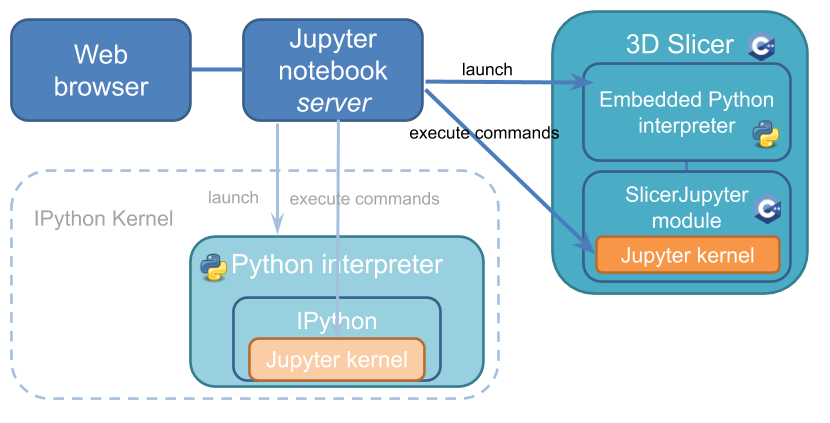 Web
browser
Jupyter
notebook
server
launch
execute commands
3D Slicer
C++
Embedded Python
interpreter
SlicerJupyter
module
C++
Jupyter kernel
launch
execute commands
IPython Kernel
Python interpreter
IPython
Jupyter kernel